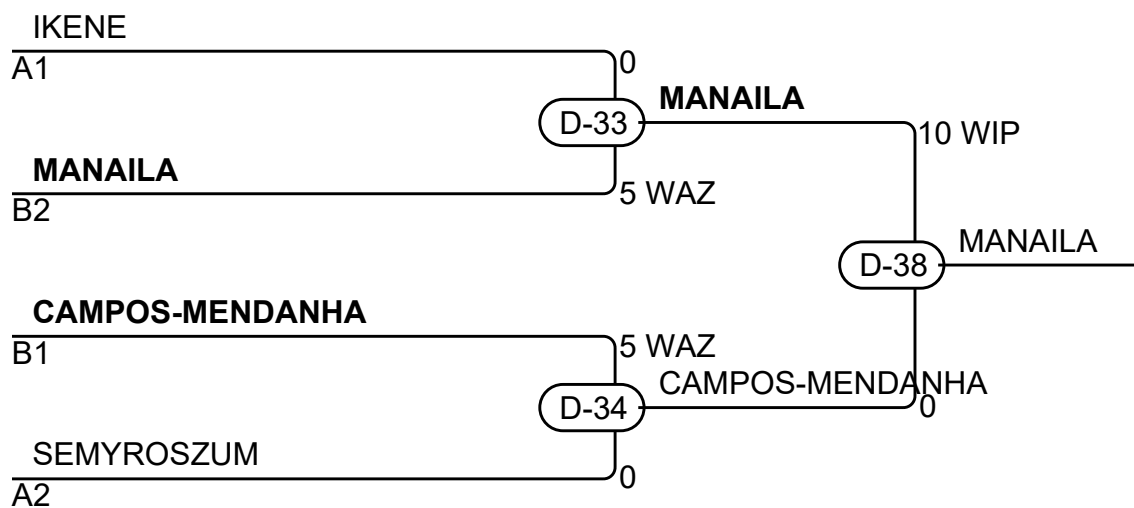 IKENE
A1
0
D-33
MANAILA
10 WIP
MANAILA
B2
5 WAZ
D-38
MANAILA
CAMPOS-MENDANHA
B1
5 WAZ
D-34
CAMPOS-MENDANHA
0
SEMYROSZUM
A2
0